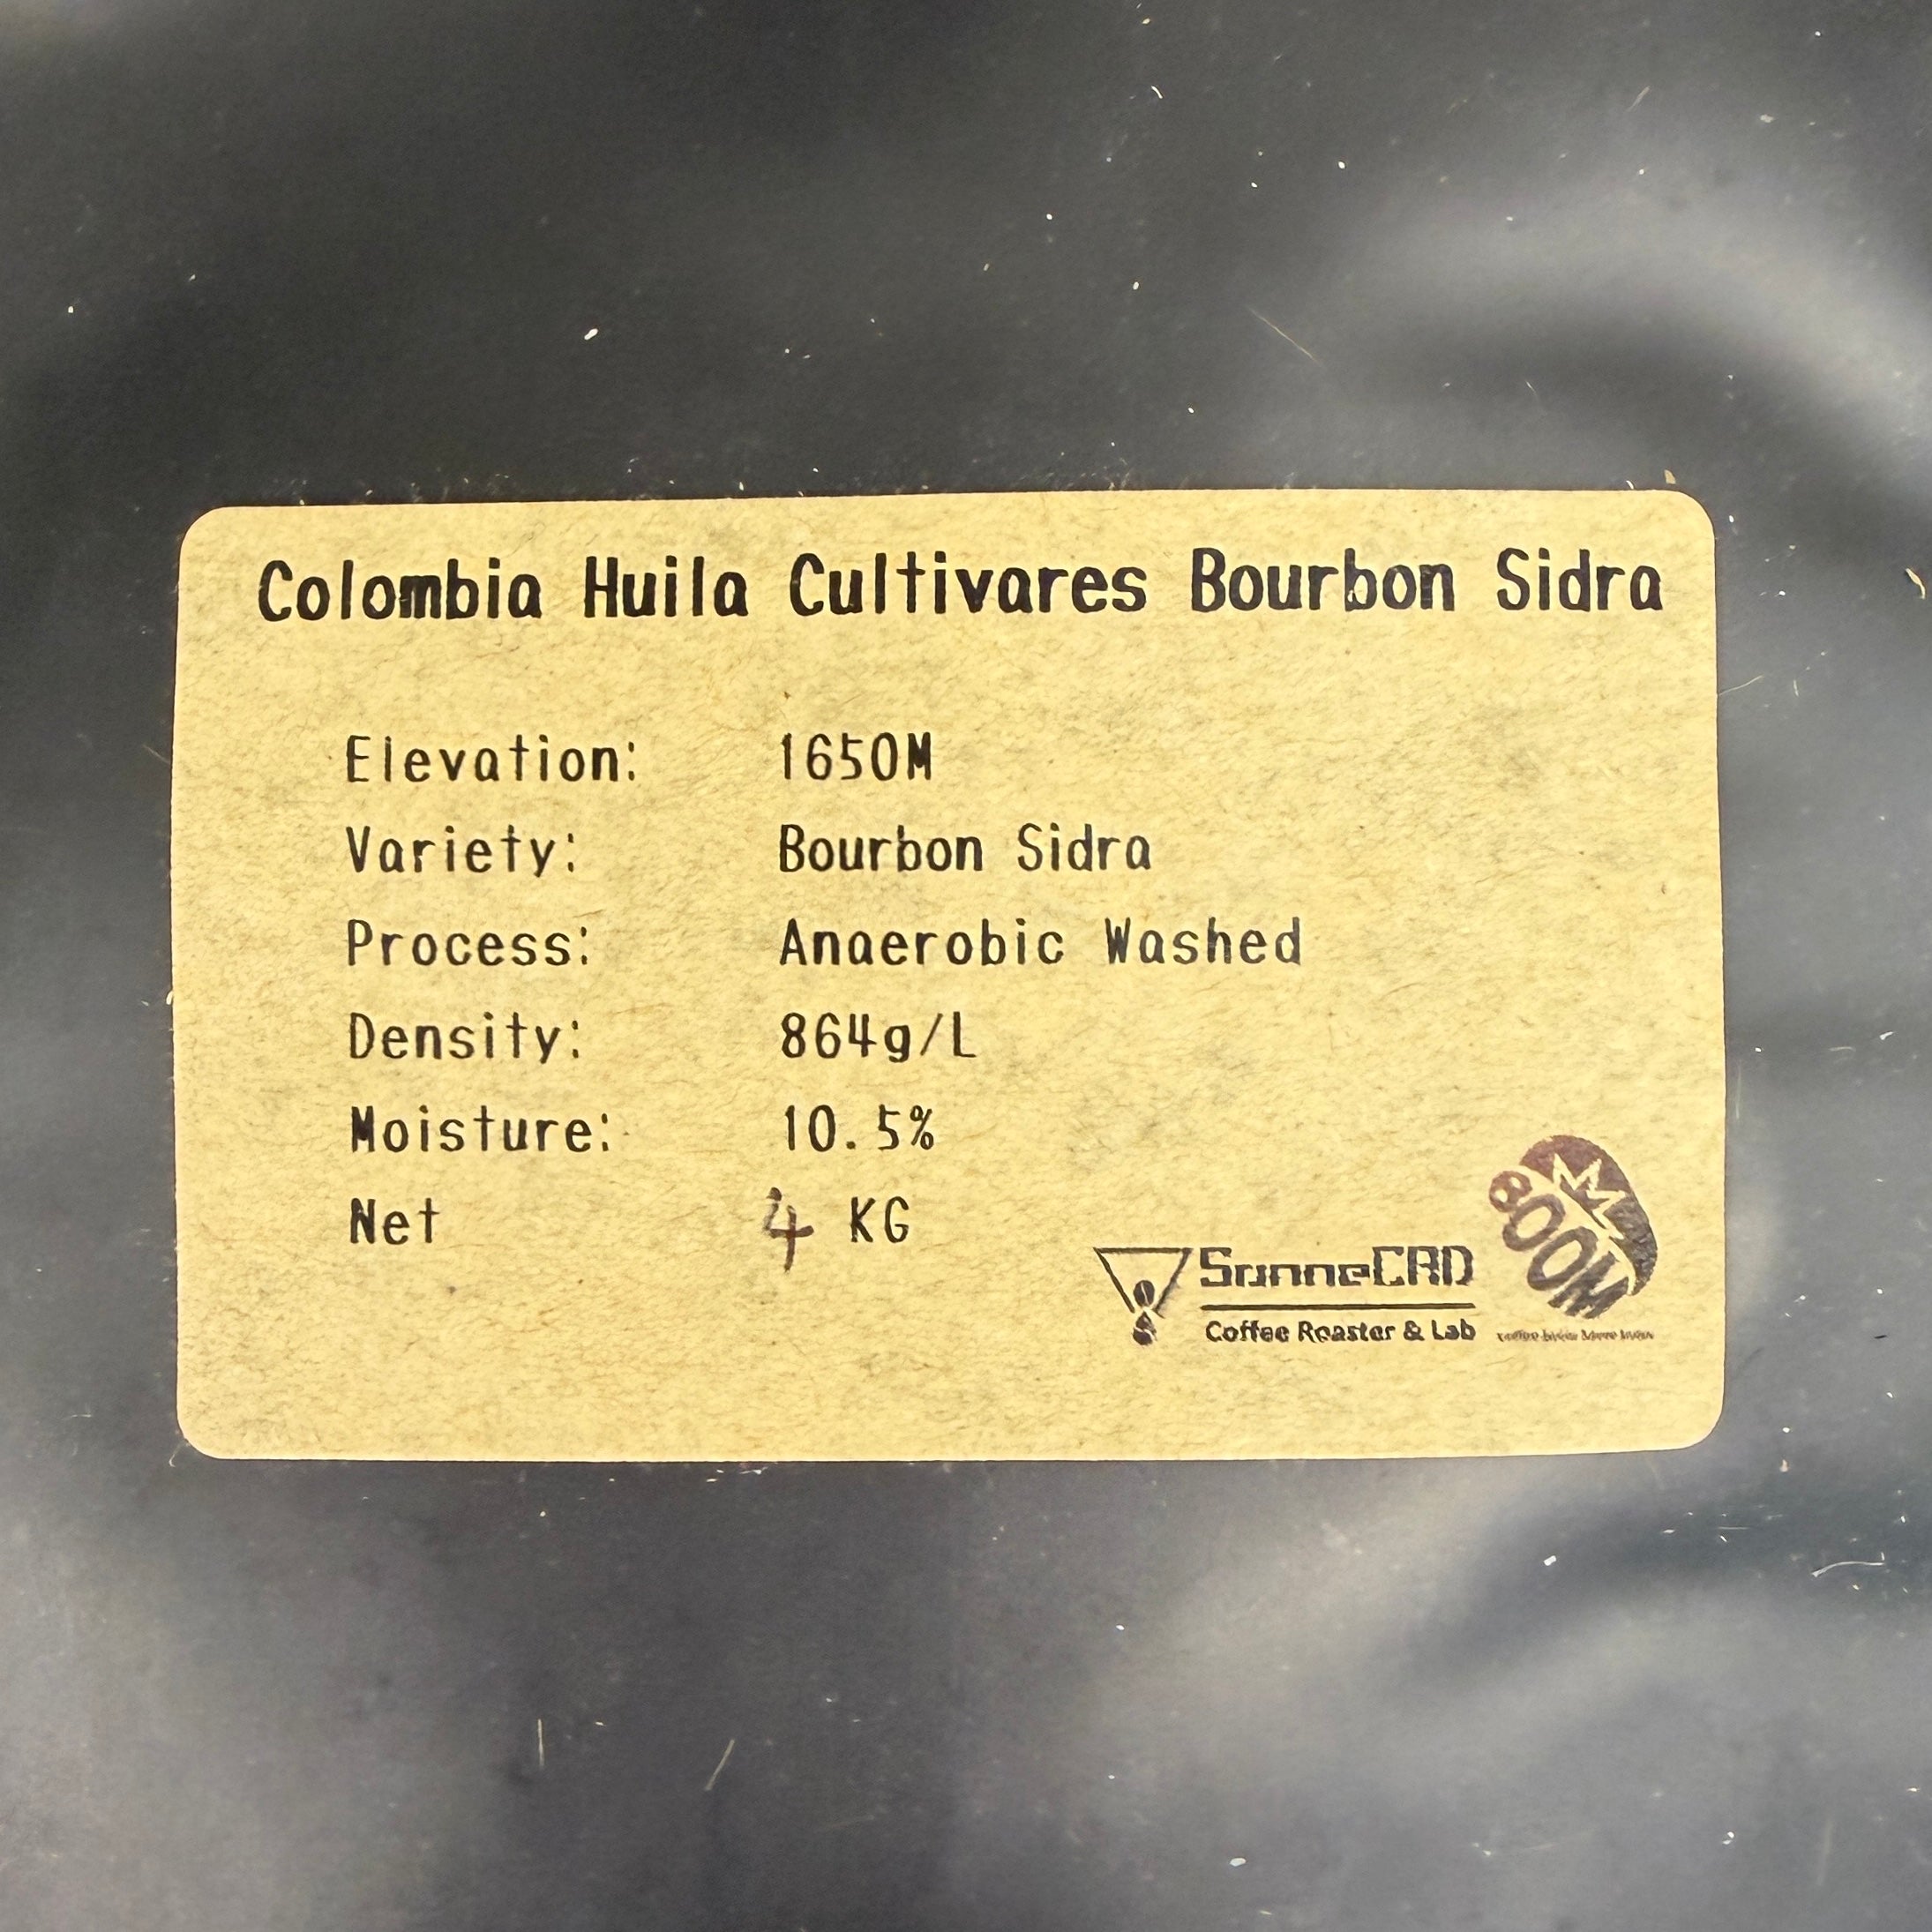 Colombia Huila Cultivares Bourbon Sidra
Elevation: 1650M
Variety: Bourbon Sidra
Process: Anaerobic Washed
Density: 864g/L
Moisture: 10.5%
Net 4 KG
BOOM
SonneCRD
Coffee Roaster & Lab